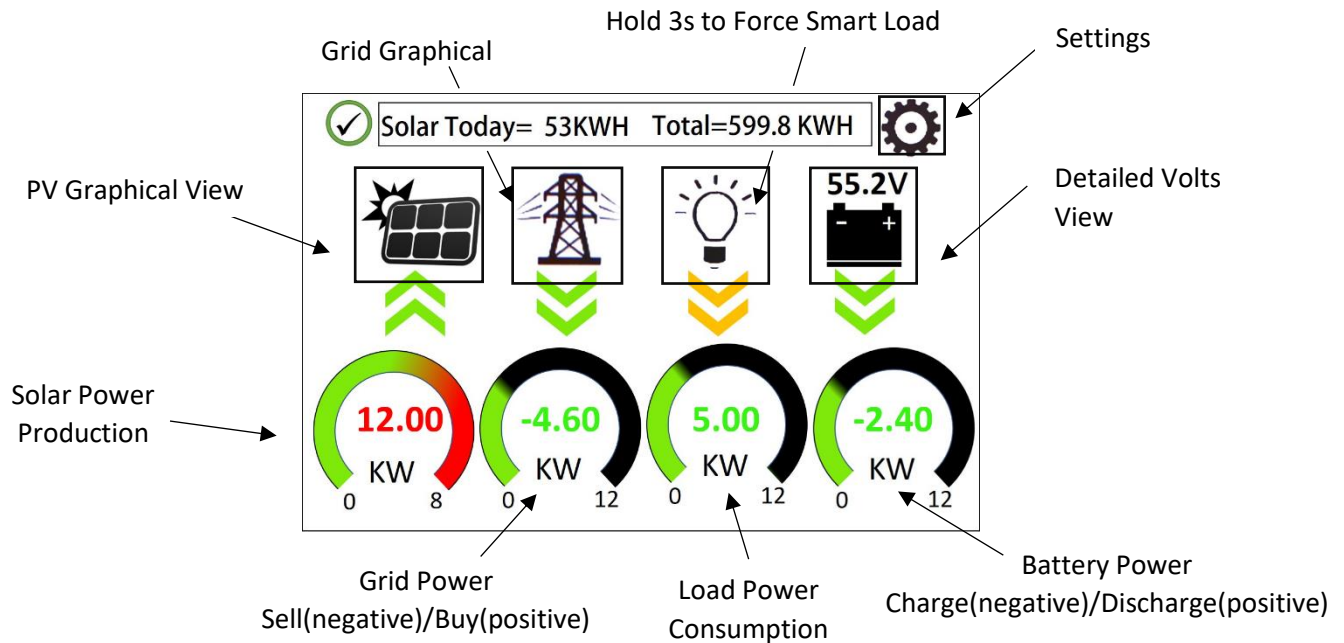 Hold 3s to Force Smart Load
Grid Graphical
Settings
Solar Today=  53KWH   Total=599.8 KWH
PV Graphical View
55.2V
- +
Detailed Volts
View
Solar Power
Production
12.00
KW
0 8
-4.60
KW
0 12
5.00
KW
0 12
-2.40
KW
0 12
Grid Power
Sell(negative)/Buy(positive)
Load Power
Consumption
Battery Power
Charge(negative)/Discharge(positive)